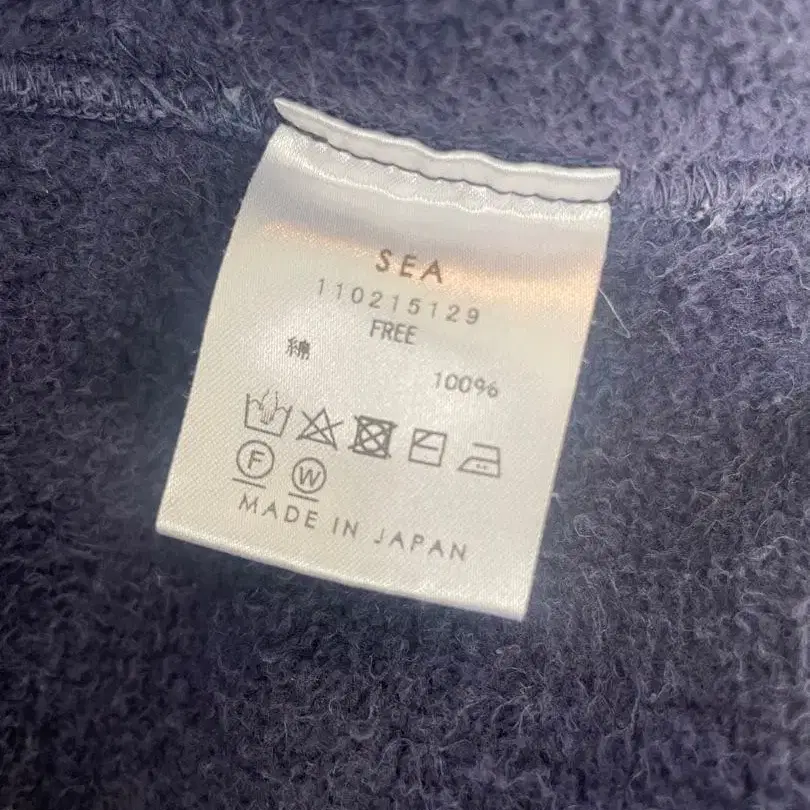 SEA
110215129
FREE
綿 100%
F W
MADE IN JAPAN